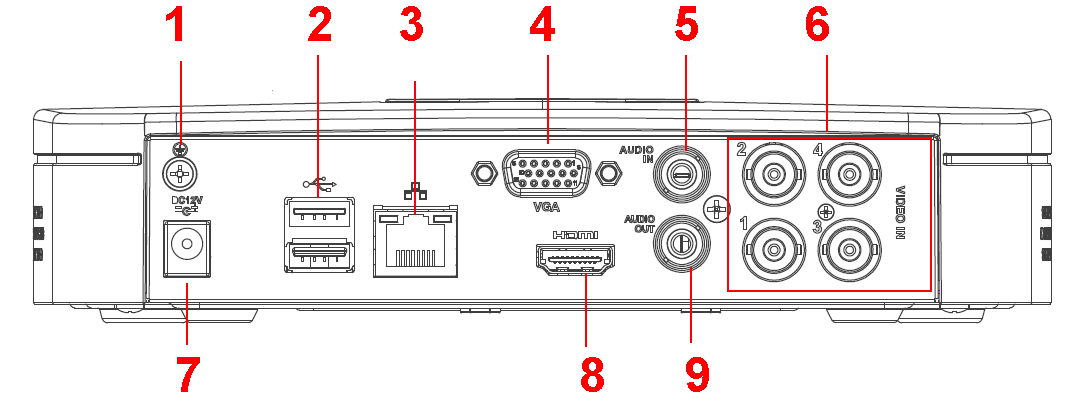 1 2 3 4 5 6
AUDIO
IN
2 4
DC12V
VGA
AUDIO
OUT
1 3
VIDEO IN
HDMI
7 8 9